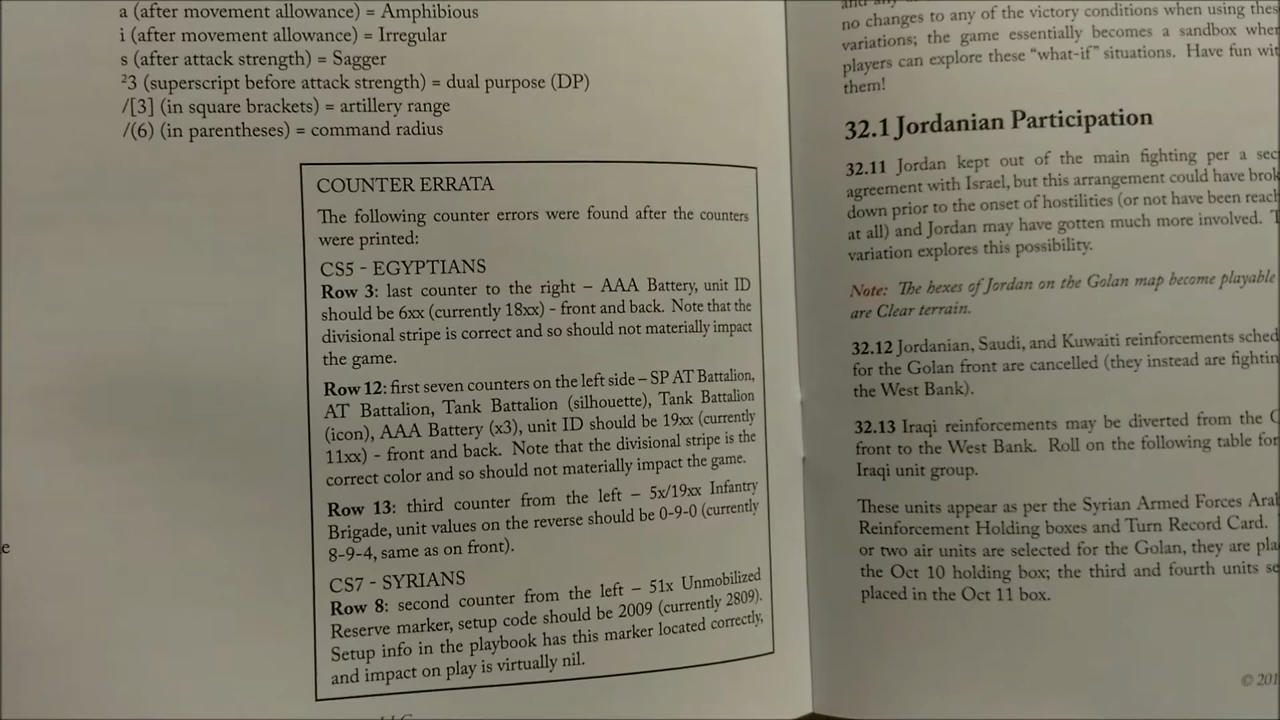 a (after movement allowance) = Amphibious
i (after movement allowance) = Irregular
s (after attack strength) = Sagger
²3 (superscript before attack strength) = dual purpose (DP)
/[3] (in square brackets) = artillery range
/(6) (in parentheses) = command radius
COUNTER ERRATA
The following counter errors were found after the counters
were printed:
CS5 - EGYPTIANS
Row 3: last counter to the right – AAA Battery, unit ID
should be 6xx (currently 18xx) - front and back. Note that the
divisional stripe is correct and so should not materially impact
the game.
Row 12: first seven counters on the left side – SP AT Battalion,
AT Battalion, Tank Battalion (silhouette), Tank Battalion
(icon), AAA Battery (x3), unit ID should be 19xx (currently
11xx) - front and back. Note that the divisional stripe is the
correct color and so should not materially impact the game.
Row 13: third counter from the left – 5x/19xx Infantry
Brigade, unit values on the reverse should be 0-9-0 (currently
8-9-4, same as on front).
CS7 - SYRIANS
Row 8: second counter from the left – 51x Unmobilized
Reserve marker, setup code should be 2009 (currently 2809).
Setup info in the playbook has this marker located correctly,
and impact on play is virtually nil.
e
no changes to any of the victory conditions when using thes
variations; the game essentially becomes a sandbox wher
players can explore these “what-if” situations. Have fun wit
them!
32.1 Jordanian Participation
32.11 Jordan kept out of the main fighting per a sec
agreement with Israel, but this arrangement could have brok
down prior to the onset of hostilities (or not have been reach
at all) and Jordan may have gotten much more involved. T
variation explores this possibility.
Note: The hexes of Jordan on the Golan map become playable
are Clear terrain.
32.12 Jordanian, Saudi, and Kuwaiti reinforcements sched
for the Golan front are cancelled (they instead are fightin
the West Bank).
32.13 Iraqi reinforcements may be diverted from the G
front to the West Bank. Roll on the following table for
Iraqi unit group.
These units appear as per the Syrian Armed Forces Arab
Reinforcement Holding boxes and Turn Record Card.
or two air units are selected for the Golan, they are pla
the Oct 10 holding box; the third and fourth units se
placed in the Oct 11 box.
© 201